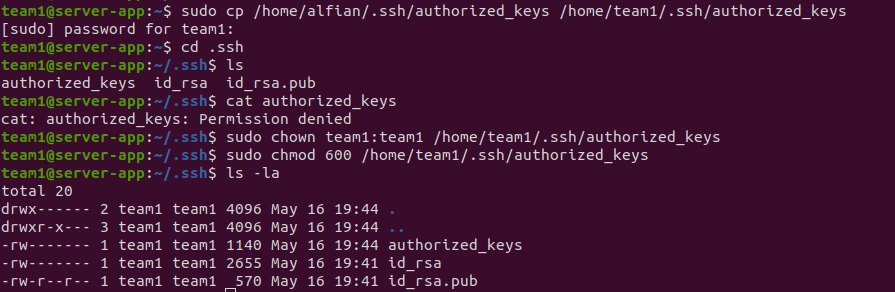 team1@server-app:~$ sudo cp /home/alfian/.ssh/authorized_keys /home/team1/.ssh/authorized_keys
[sudo] password for team1:
team1@server-app:~$ cd .ssh
team1@server-app:~/.ssh$ ls
authorized_keys  id_rsa  id_rsa.pub
team1@server-app:~/.ssh$ cat authorized_keys
cat: authorized_keys: Permission denied
team1@server-app:~/.ssh$ sudo chown team1:team1 /home/team1/.ssh/authorized_keys
team1@server-app:~/.ssh$ sudo chmod 600 /home/team1/.ssh/authorized_keys
team1@server-app:~/.ssh$ ls -la
total 20
drwx------ 2 team1 team1 4096 May 16 19:44 .
drwxr-x--- 3 team1 team1 4096 May 16 19:44 ..
-rw------- 1 team1 team1 1140 May 16 19:44 authorized_keys
-rw------- 1 team1 team1 2655 May 16 19:41 id_rsa
-rw-r--r-- 1 team1 team1  570 May 16 19:41 id_rsa.pub